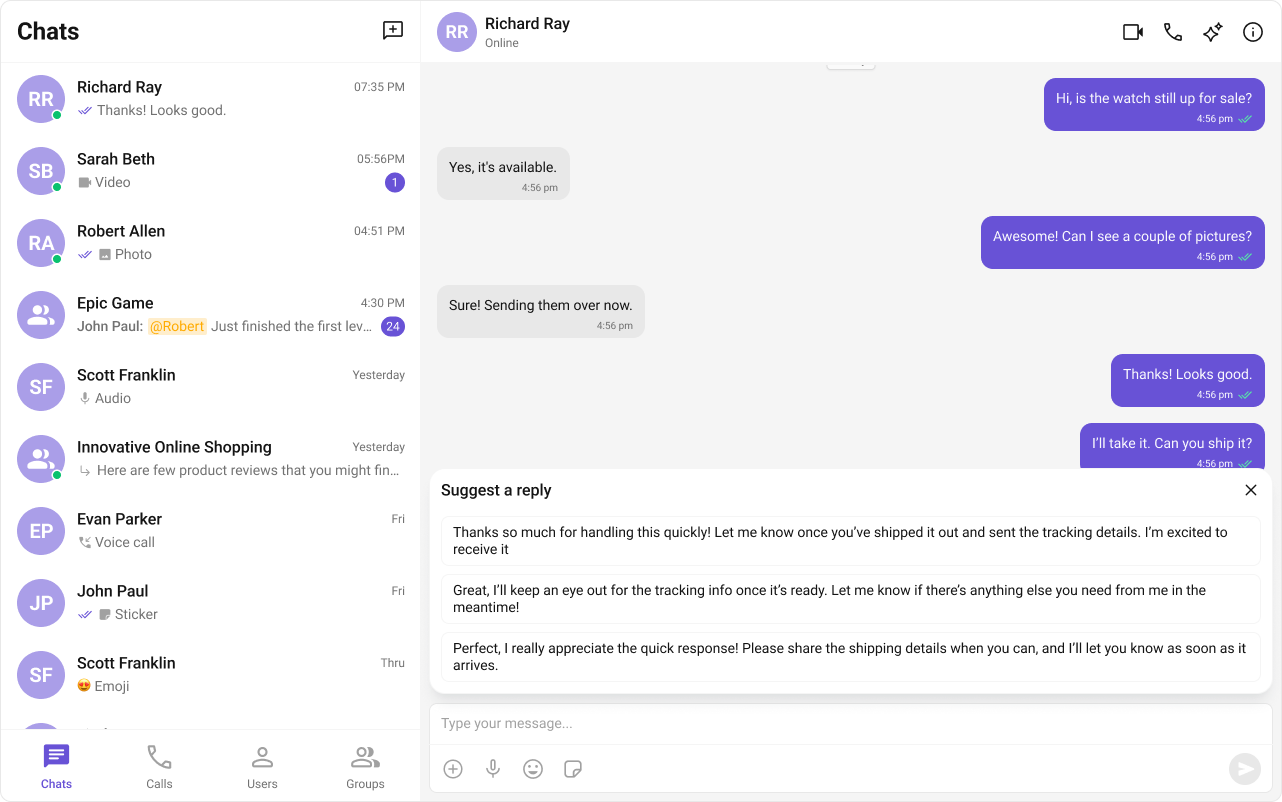 Chats
RR
Richard Ray
07:35 PM
Thanks! Looks good.
SB
Sarah Beth
05:56PM
Video
1
RA
Robert Allen
04:51 PM
Photo
Epic Game
4:30 PM
John Paul: @Robert Just finished the first lev...
24
SF
Scott Franklin
Yesterday
Audio
Innovative Online Shopping
Yesterday
Here are few product reviews that you might fin...
EP
Evan Parker
Fri
Voice call
JP
John Paul
Fri
Sticker
SF
Scott Franklin
Thru
Emoji
Chats
Calls
Users
Groups
RR
Richard Ray
Online
Hi, is the watch still up for sale?
4:56 pm
Yes, it's available.
4:56 pm
Awesome! Can I see a couple of pictures?
4:56 pm
Sure! Sending them over now.
4:56 pm
Thanks! Looks good.
4:56 pm
I’ll take it. Can you ship it?
4:56 pm
Suggest a reply
Thanks so much for handling this quickly! Let me know once you’ve shipped it out and sent the tracking details. I’m excited to
receive it
Great, I’ll keep an eye out for the tracking info once it’s ready. Let me know if there’s anything else you need from me in the
meantime!
Perfect, I really appreciate the quick response! Please share the shipping details when you can, and I’ll let you know as soon as it
arrives.
Type your message...